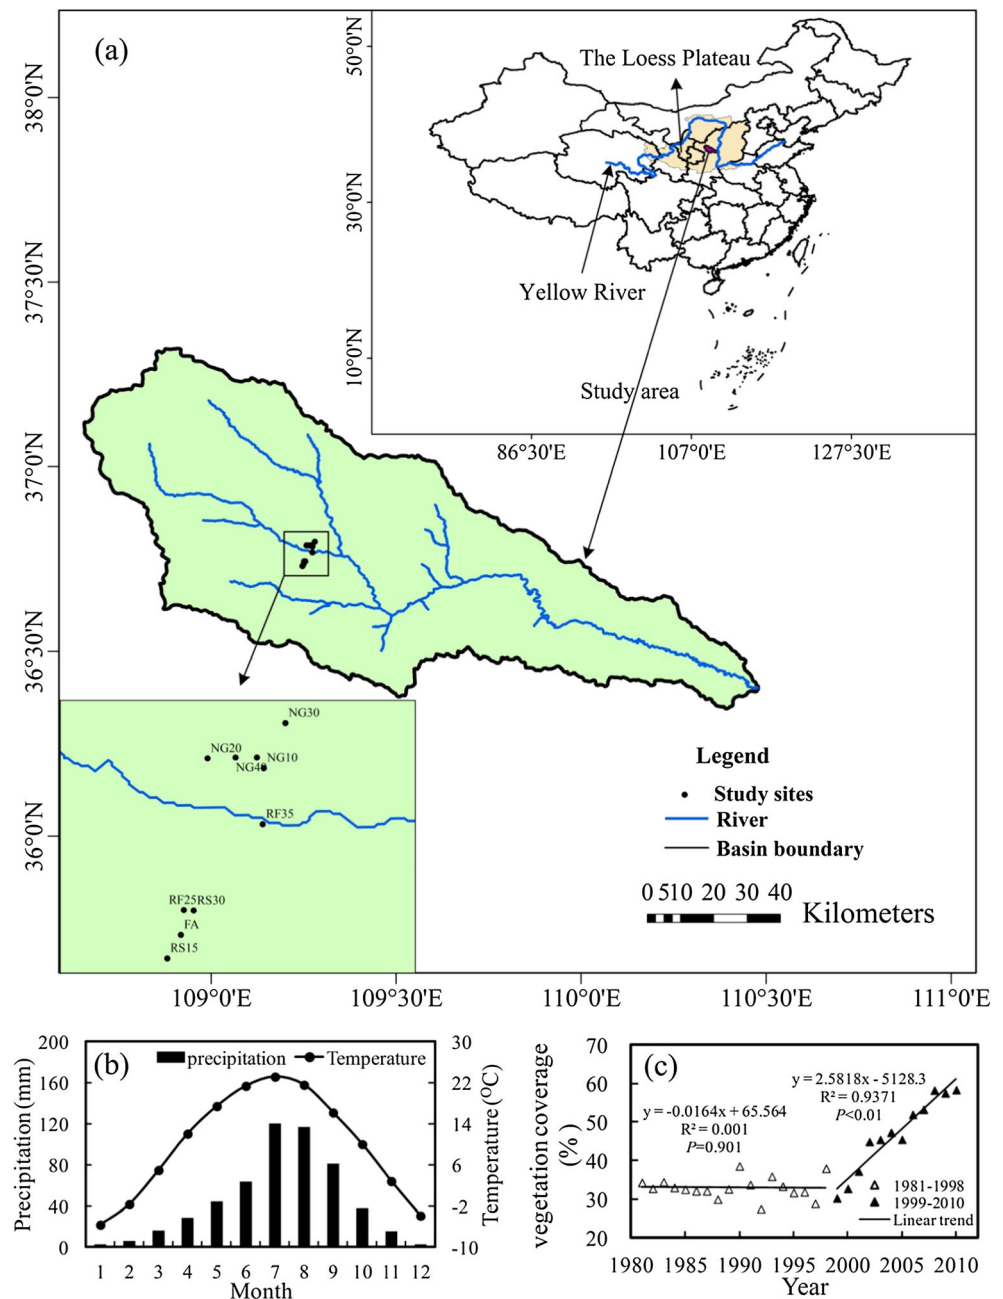 (a)
50°0'N
30°0'N
10°0'N
The Loess Plateau
Yellow River
Study area
86°30'E 107°0'E 127°30'E
38°0'N
37°30'N
37°0'N
36°30'N
36°0'N
NG30
NG20
NG10
NG40
RF35
RF25 RS30
FA
RS15
Legend
Study sites
River
Basin boundary
0 5 10 20 30 40
Kilometers
109°0'E 109°30'E 110°0'E 110°30'E 111°0'E
(b)
precipitation Temperature
Precipitation (mm)
200
160
120
80
40
0
Temperature (°C)
30
22
14
6
-2
-10
1 2 3 4 5 6 7 8 9 10 11 12
Month
(c)
vegetation coverage
(%)
70
60
50
40
30
20
y = -0.0164x + 65.564
R² = 0.001
P=0.901
y = 2.5818x - 5128.3
R² = 0.9371
P<0.01
1981-1998
1999-2010
Linear trend
1980 1985 1990 1995 2000 2005 2010
Year